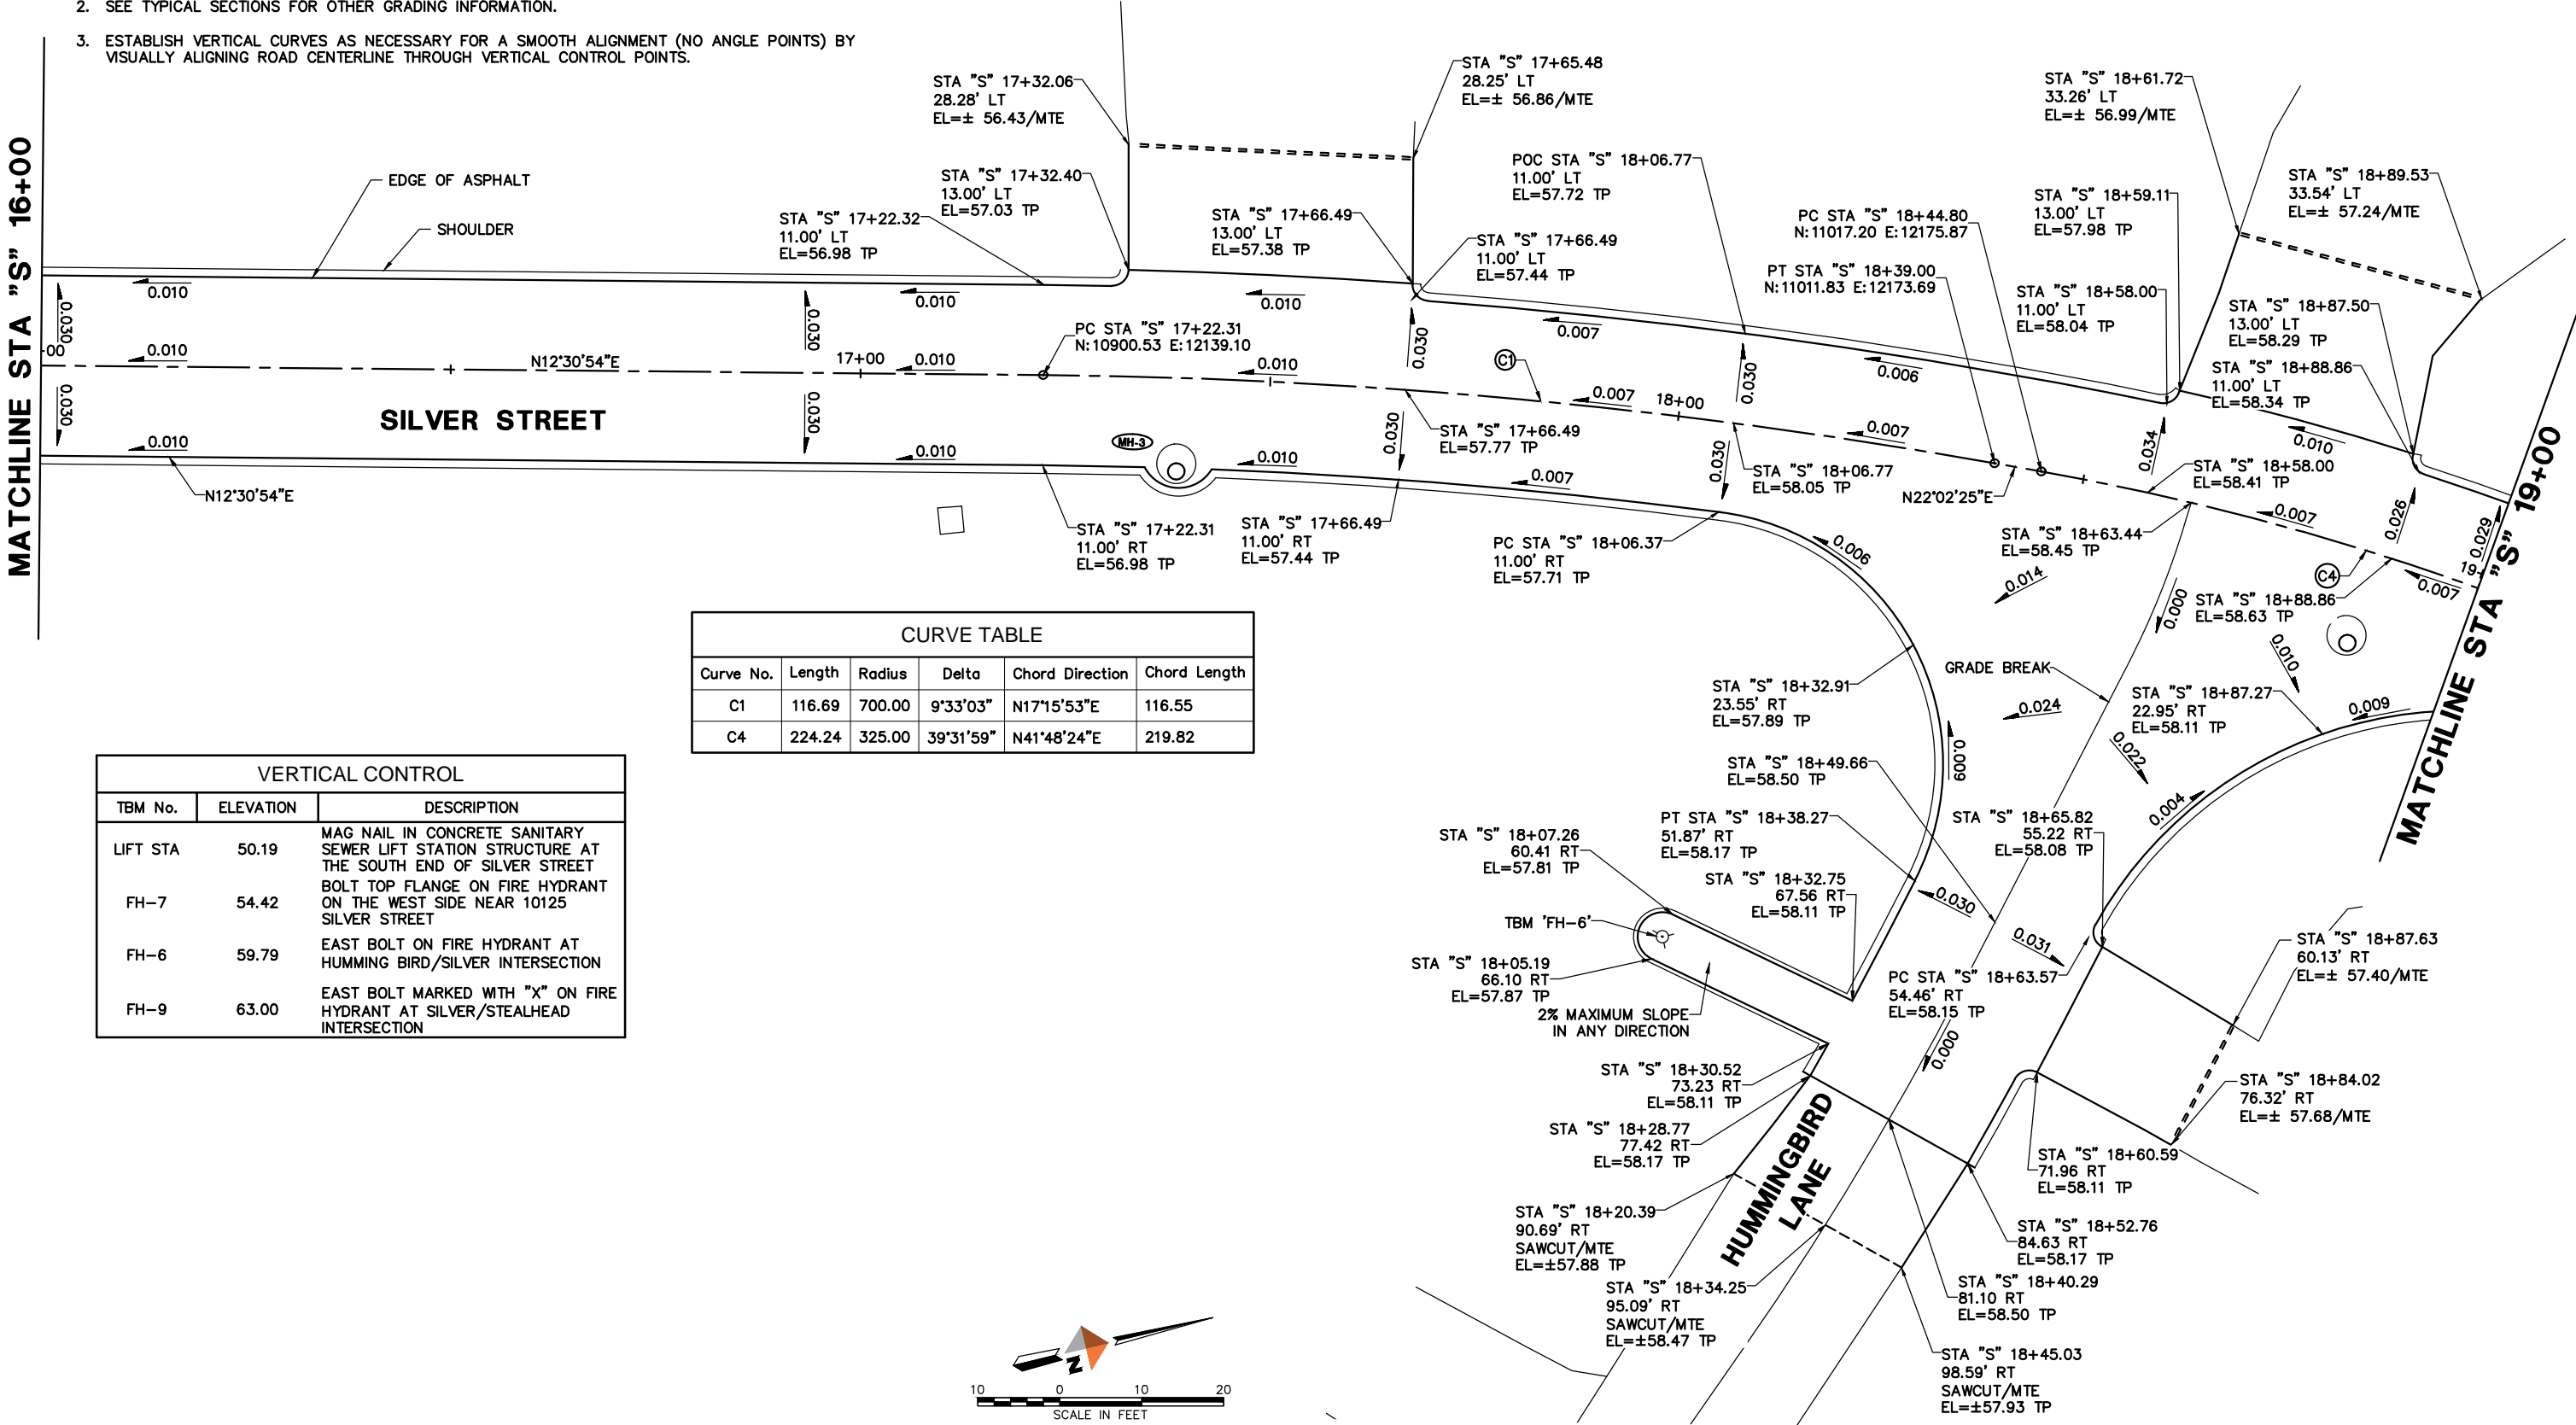 2. SEE TYPICAL SECTIONS FOR OTHER GRADING INFORMATION.
3. ESTABLISH VERTICAL CURVES AS NECESSARY FOR A SMOOTH ALIGNMENT (NO ANGLE POINTS) BY
VISUALLY ALIGNING ROAD CENTERLINE THROUGH VERTICAL CONTROL POINTS.
MATCHLINE STA "S" 16+00
EDGE OF ASPHALT
SHOULDER
STA "S" 17+32.06
28.28' LT
EL=± 56.43/MTE
STA "S" 17+32.40
13.00' LT
EL=57.03 TP
STA "S" 17+22.32
11.00' LT
EL=56.98 TP
STA "S" 17+65.48
28.25' LT
EL=± 56.86/MTE
STA "S" 17+66.49
13.00' LT
EL=57.38 TP
STA "S" 17+66.49
11.00' LT
EL=57.44 TP
POC STA "S" 18+06.77
11.00' LT
EL=57.72 TP
PC STA "S" 18+44.80
N:11017.20 E:12175.87
PT STA "S" 18+39.00
N:11011.83 E:12173.69
STA "S" 18+61.72
33.26' LT
EL=± 56.99/MTE
STA "S" 18+59.11
13.00' LT
EL=57.98 TP
STA "S" 18+58.00
11.00' LT
EL=58.04 TP
STA "S" 18+89.53
33.54' LT
EL=± 57.24/MTE
STA "S" 18+87.50
13.00' LT
EL=58.29 TP
STA "S" 18+88.86
11.00' LT
EL=58.34 TP
0.010
0.010
0.010
0.007
0.006
0.010
0.030
0.030
0.030
0.030
0.034
0.026
0.029
-00
0.010
N12°30'54"E
17+00
0.010
PC STA "S" 17+22.31
N:10900.53 E:12139.10
0.010
C1
0.007
18+00
0.007
0.007
0.007
19+
0.030
0.030
0.030
0.030
SILVER STREET
MH-3
STA "S" 17+66.49
EL=57.77 TP
STA "S" 18+06.77
EL=58.05 TP
N22°02'25"E
STA "S" 18+58.00
EL=58.41 TP
STA "S" 18+63.44
EL=58.45 TP
C4
STA "S" 18+88.86
EL=58.63 TP
MATCHLINE STA "S" 19+00
0.010
0.010
0.010
0.007
N12°30'54"E
STA "S" 17+22.31
11.00' RT
EL=56.98 TP
STA "S" 17+66.49
11.00' RT
EL=57.44 TP
PC STA "S" 18+06.37
11.00' RT
EL=57.71 TP
0.006
0.014
0.000
0.010
GRADE BREAK
0.024
0.022
0.009
0.009
0.004
STA "S" 18+32.91
23.55' RT
EL=57.89 TP
STA "S" 18+87.27
22.95' RT
EL=58.11 TP
STA "S" 18+49.66
EL=58.50 TP
PT STA "S" 18+38.27
51.87' RT
EL=58.17 TP
STA "S" 18+65.82
55.22' RT
EL=58.08 TP
STA "S" 18+07.26
60.41 RT
EL=57.81 TP
STA "S" 18+32.75
67.56 RT
EL=58.11 TP
TBM 'FH-6'
0.030
0.031
STA "S" 18+05.19
66.10 RT
EL=57.87 TP
2% MAXIMUM SLOPE
IN ANY DIRECTION
PC STA "S" 18+63.57
54.46' RT
EL=58.15 TP
0.000
STA "S" 18+87.63
60.13' RT
EL=± 57.40/MTE
STA "S" 18+30.52
73.23 RT
EL=58.11 TP
STA "S" 18+84.02
76.32' RT
EL=± 57.68/MTE
STA "S" 18+28.77
77.42 RT
EL=58.17 TP
STA "S" 18+60.59
71.96 RT
EL=58.11 TP
HUMMINGBIRD
LANE
STA "S" 18+20.39
90.69' RT
SAWCUT/MTE
EL=±57.88 TP
STA "S" 18+52.76
84.63 RT
EL=58.17 TP
STA "S" 18+34.25
95.09' RT
SAWCUT/MTE
EL=±58.47 TP
STA "S" 18+40.29
81.10 RT
EL=58.50 TP
STA "S" 18+45.03
98.59' RT
SAWCUT/MTE
EL=±57.93 TP
CURVE TABLE
Curve No. Length Radius Delta Chord Direction Chord Length
C1 116.69 700.00 9°33'03" N17°15'53"E 116.55
C4 224.24 325.00 39°31'59" N41°48'24"E 219.82
VERTICAL CONTROL
TBM No. ELEVATION DESCRIPTION
LIFT STA 50.19 MAG NAIL IN CONCRETE SANITARY
SEWER LIFT STATION STRUCTURE AT
THE SOUTH END OF SILVER STREET
FH-7 54.42 BOLT TOP FLANGE ON FIRE HYDRANT
ON THE WEST SIDE NEAR 10125
SILVER STREET
FH-6 59.79 EAST BOLT ON FIRE HYDRANT AT
HUMMING BIRD/SILVER INTERSECTION
FH-9 63.00 EAST BOLT MARKED WITH "X" ON FIRE
HYDRANT AT SILVER/STEALHEAD
INTERSECTION
N
10 0 10 20
SCALE IN FEET